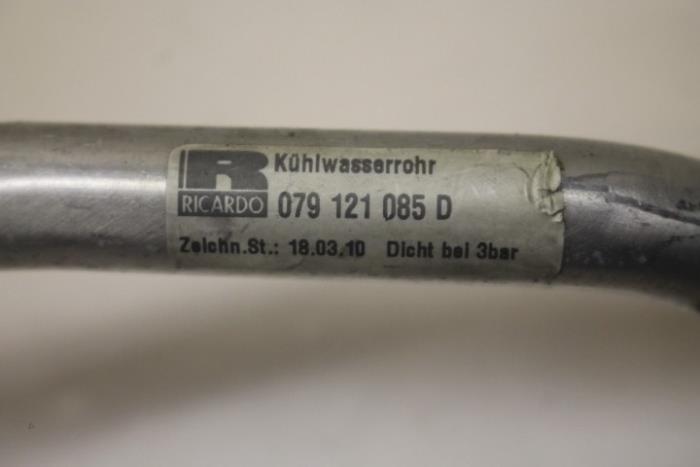 R Kühlwasserrohr
RICARDO 079 121 085 D
Zeichn.St.: 18.03.10 Dicht bei 3bar